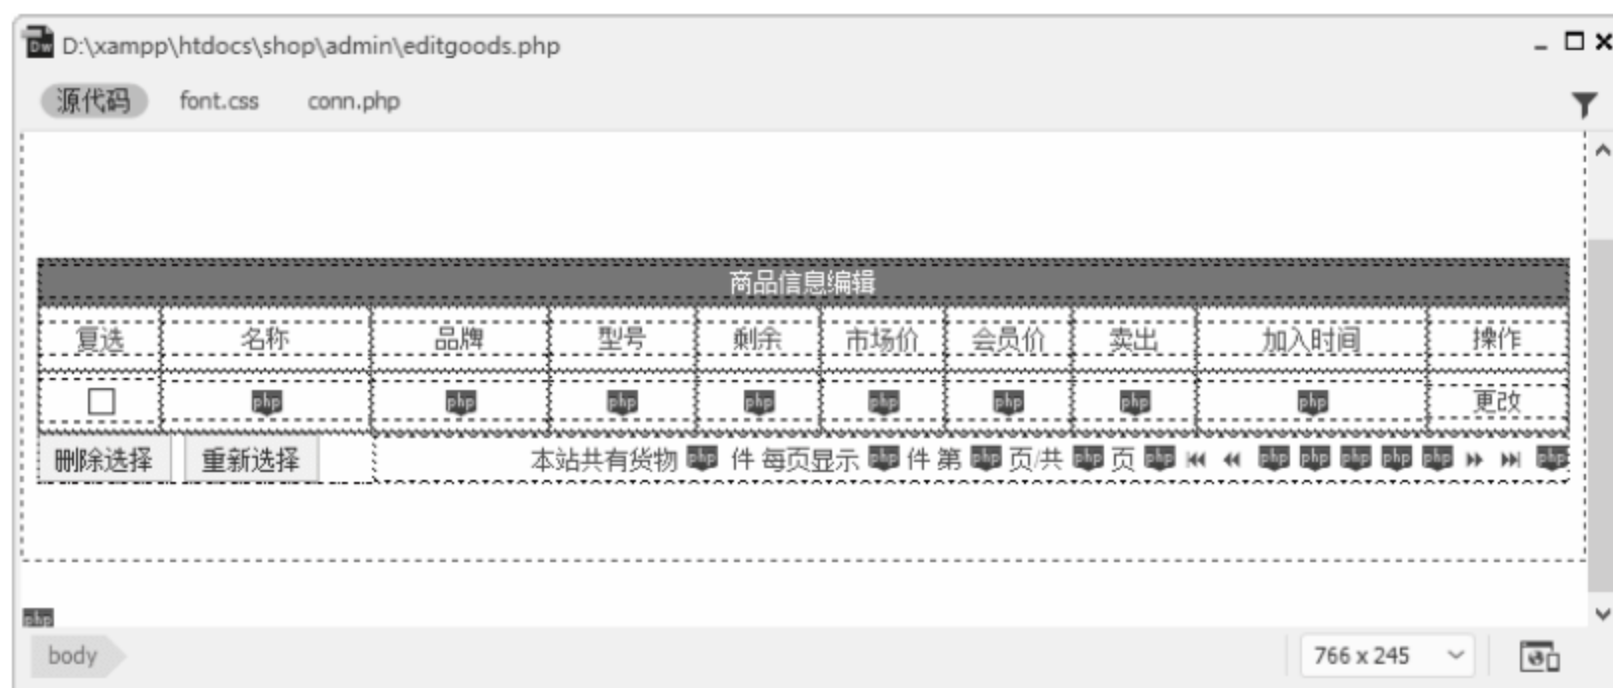 Dw D:\xampp\htdocs\shop\admin\editgoods.php
源代码 font.css conn.php
商品信息编辑
复选 名称 品牌 型号 剩余 市场价 会员价 卖出 加入时间 操作
php php php php php php php php 更改
删除选择 重新选择 本站共有货物 php 件 每页显示 php 件 第 php 页/共 php 页 php php php php php php php
php
body 766 x 245